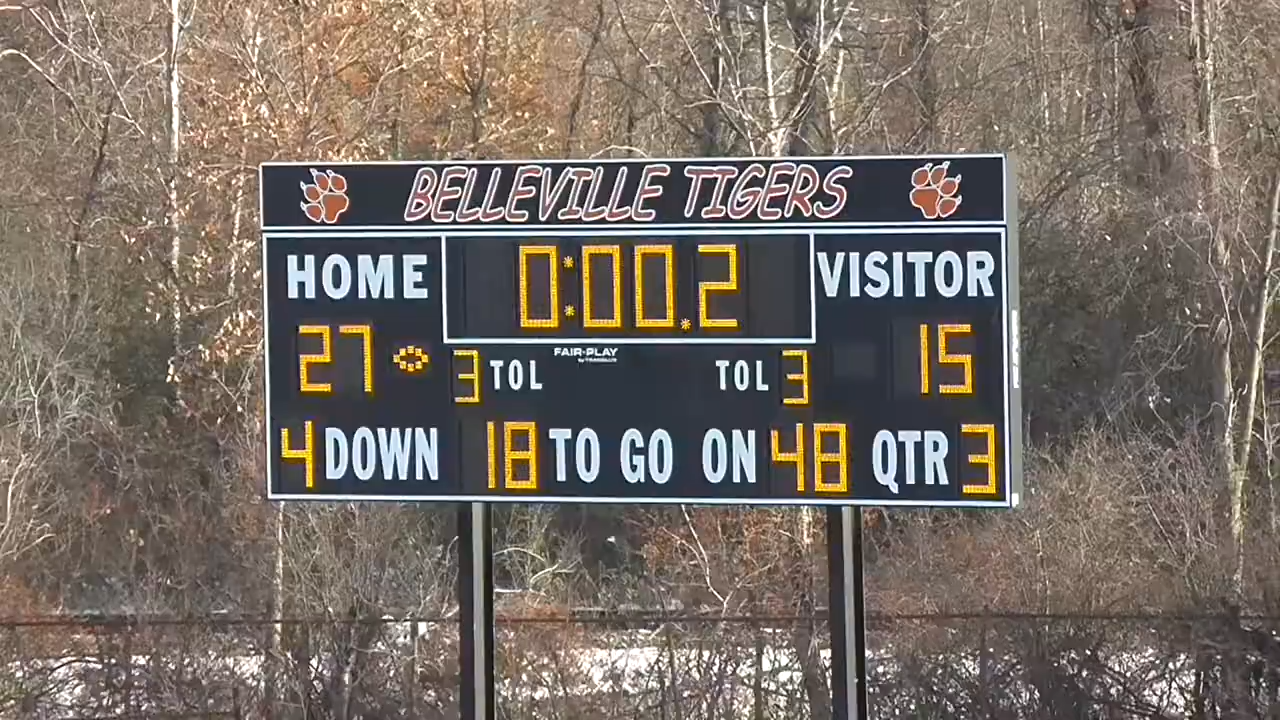 BELLEVILLE TIGERS
HOME 0:00.2 VISITOR
27 3 TOL FAIR-PLAY TOL 3 15
4 DOWN 18 TO GO ON 48 QTR 3